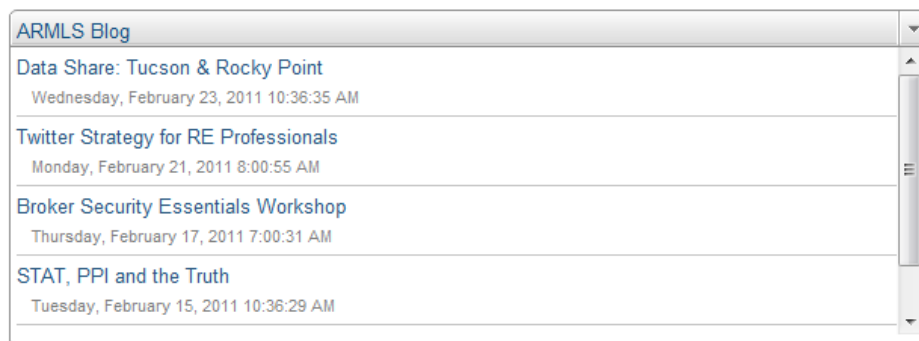 ARMLS Blog
Data Share: Tucson & Rocky Point
Wednesday, February 23, 2011 10:36:35 AM
Twitter Strategy for RE Professionals
Monday, February 21, 2011 8:00:55 AM
Broker Security Essentials Workshop
Thursday, February 17, 2011 7:00:31 AM
STAT, PPI and the Truth
Tuesday, February 15, 2011 10:36:29 AM